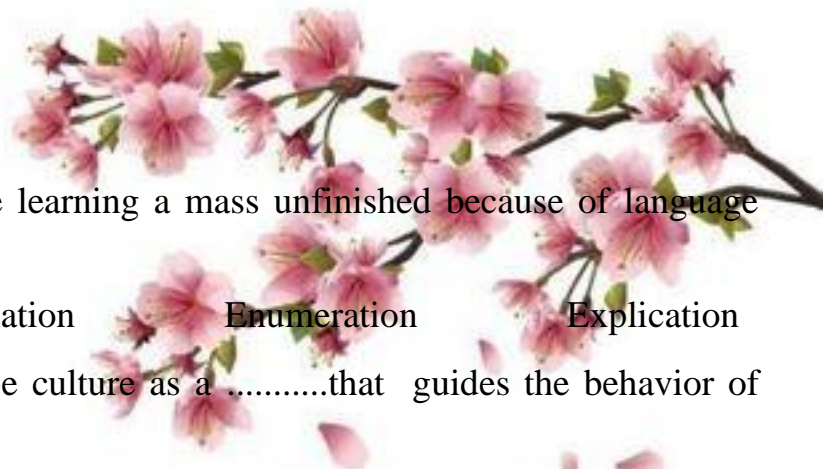 learning a mass unfinished because of language
ation Enumeration Explication
e culture as a ...........that guides the behavior of